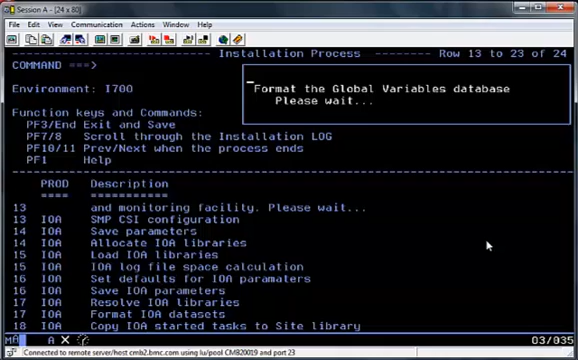 Session A - [24 x 80]
File Edit View Communication Actions Window Help
Installation Process Row 13 to 23 of 24
COMMAND ===>
Format the Global Variables database
Please wait...
Environment: I700
Function keys and Commands:
PF3/End Exit and Save
PF7/8 Scroll through the Installation LOG
PF10/11 Prev/Next when the process ends
PF1 Help
PROD Description
==== ===========
13 and monitoring facility. Please wait...
13 IOA SMP CSI configuration
14 IOA Save parameters
14 IOA Allocate IOA libraries
15 IOA Load IOA libraries
15 IOA IOA log file space calculation
16 IOA Set defaults for IOA paramaters
16 IOA Save IOA parameters
17 IOA Resolve IOA libraries
17 IOA Format IOA datasets
18 IOA Copy IOA started tasks to Site library
A X 03/035
Connected to remote server/host cmb2.bmc.com using lu/pool CMB20019 and port 23